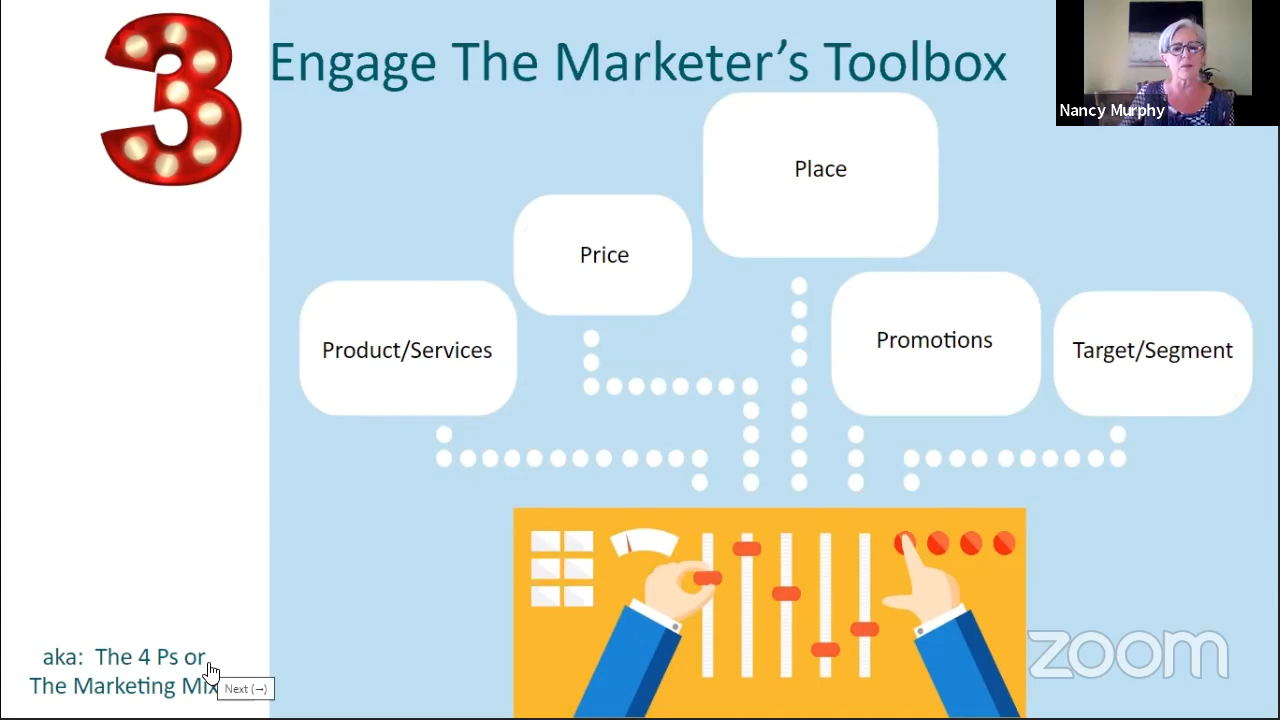 3
Engage The Marketer's Toolbox
Nancy Murphy
Place
Price
Product/Services
Promotions
Target/Segment
aka: The 4 Ps or
The Marketing Mix
Next (→)
zoom